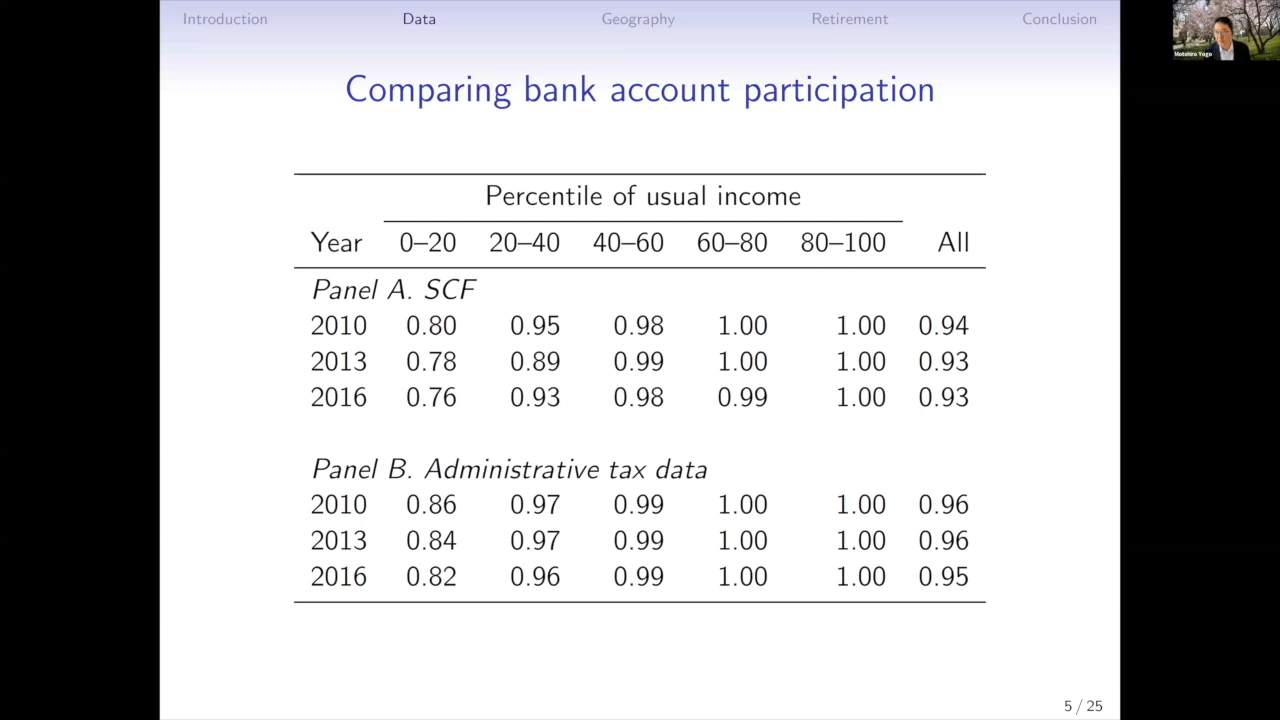 Introduction Data Geography Retirement Conclusion
Motohiro Yogo
Comparing bank account participation
Percentile of usual income
Year 0–20 20–40 40–60 60–80 80–100 All
Panel A. SCF
2010 0.80 0.95 0.98 1.00 1.00 0.94
2013 0.78 0.89 0.99 1.00 1.00 0.93
2016 0.76 0.93 0.98 0.99 1.00 0.93
Panel B. Administrative tax data
2010 0.86 0.97 0.99 1.00 1.00 0.96
2013 0.84 0.97 0.99 1.00 1.00 0.96
2016 0.82 0.96 0.99 1.00 1.00 0.95
5 / 25